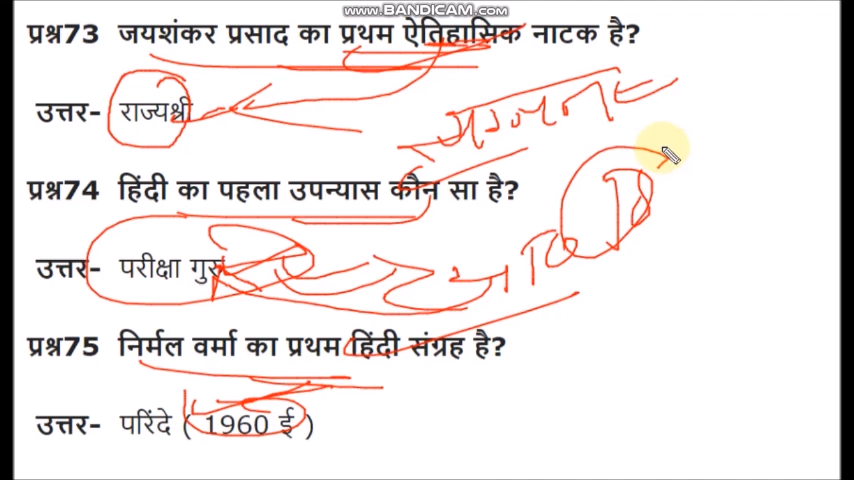 www.BANDICAM.com
प्रश्न73 जयशंकर प्रसाद का प्रथम ऐतिहासिक नाटक है?
उत्तर- राज्यश्री
प्रश्न74 हिंदी का पहला उपन्यास कौन सा है?
उत्तर- परीक्षा गुरु
प्रश्न75 निर्मल वर्मा का प्रथम हिंदी संग्रह है?
उत्तर- परिंदे ( 1960 ई )